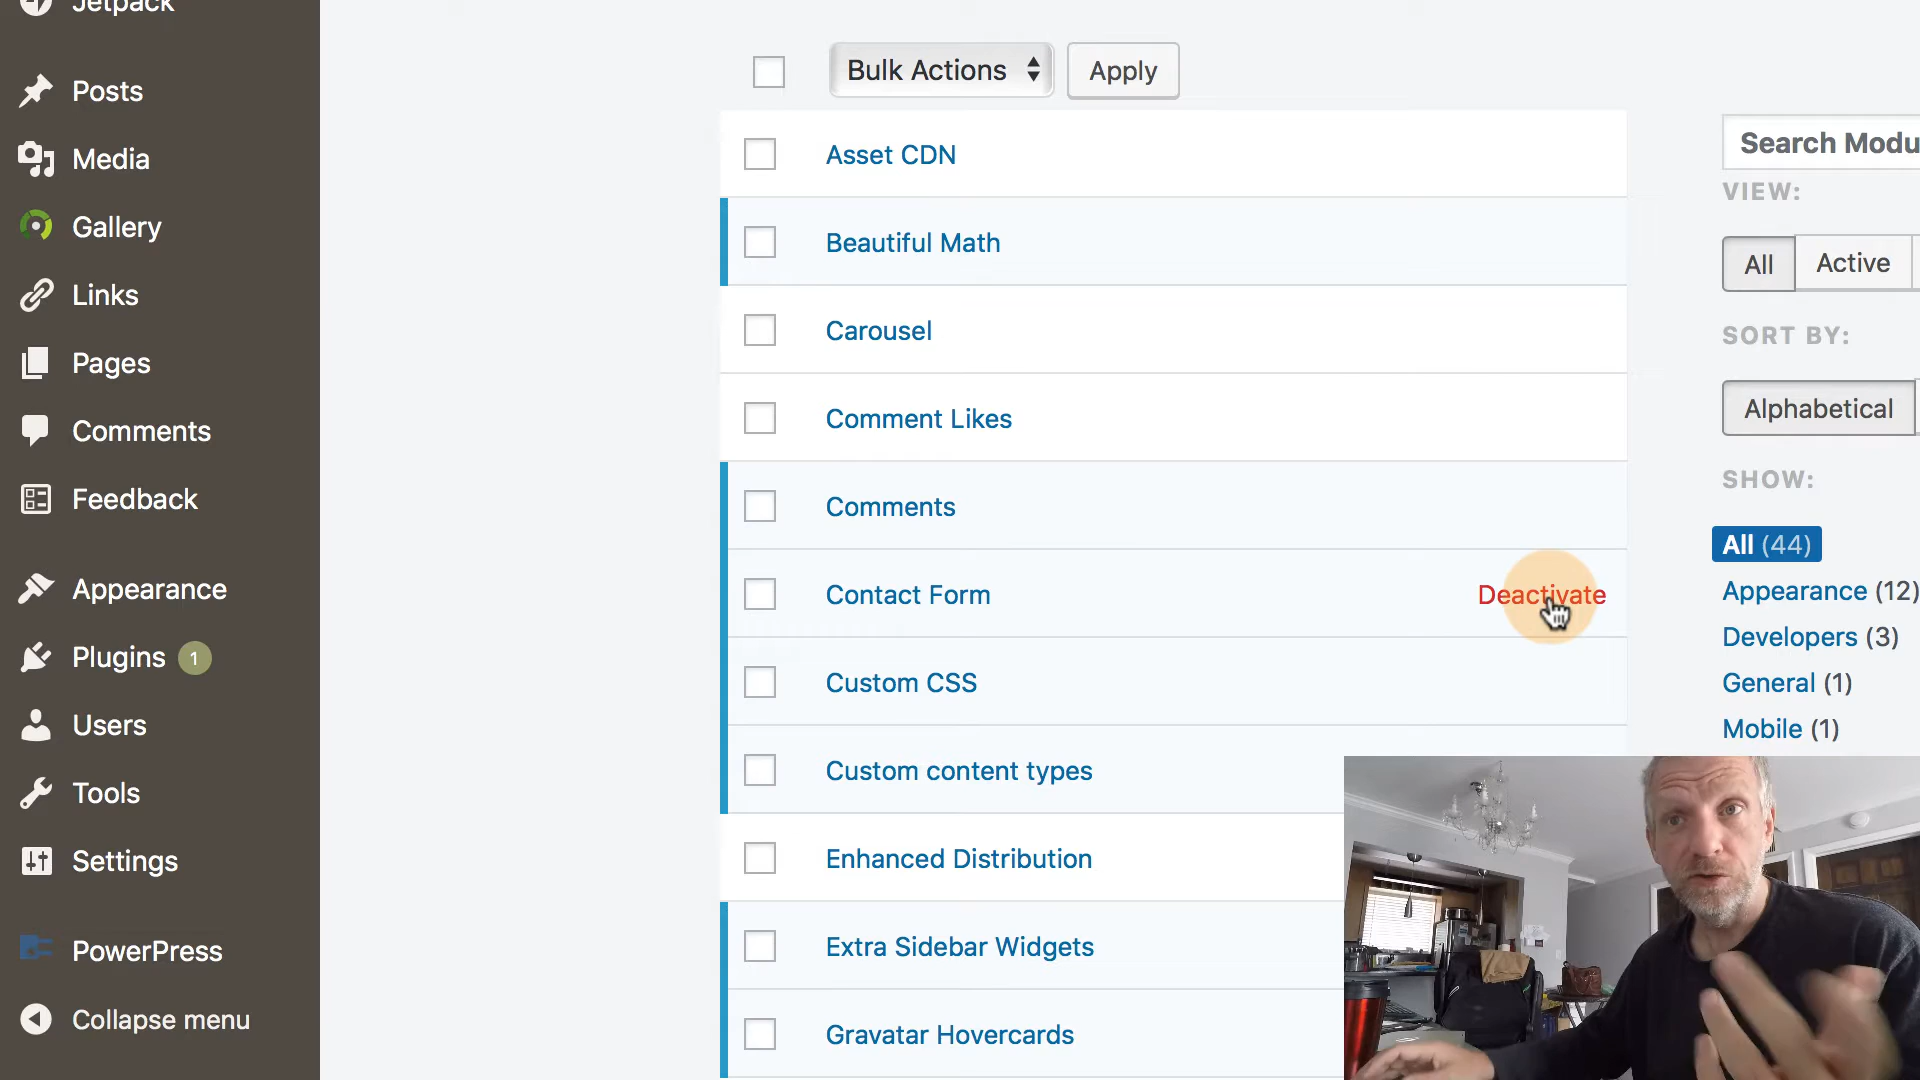 Jetpack
Posts
Media
Gallery
Links
Pages
Comments
Feedback
Appearance
Plugins 1
Users
Tools
Settings
PowerPress
Collapse menu
Bulk Actions Apply
Asset CDN
Beautiful Math
Carousel
Comment Likes
Comments
Contact Form Deactivate
Custom CSS
Custom content types
Enhanced Distribution
Extra Sidebar Widgets
Gravatar Hovercards
Search Modu
VIEW:
All Active
SORT BY:
Alphabetical
SHOW:
All (44)
Appearance (12)
Developers (3)
General (1)
Mobile (1)